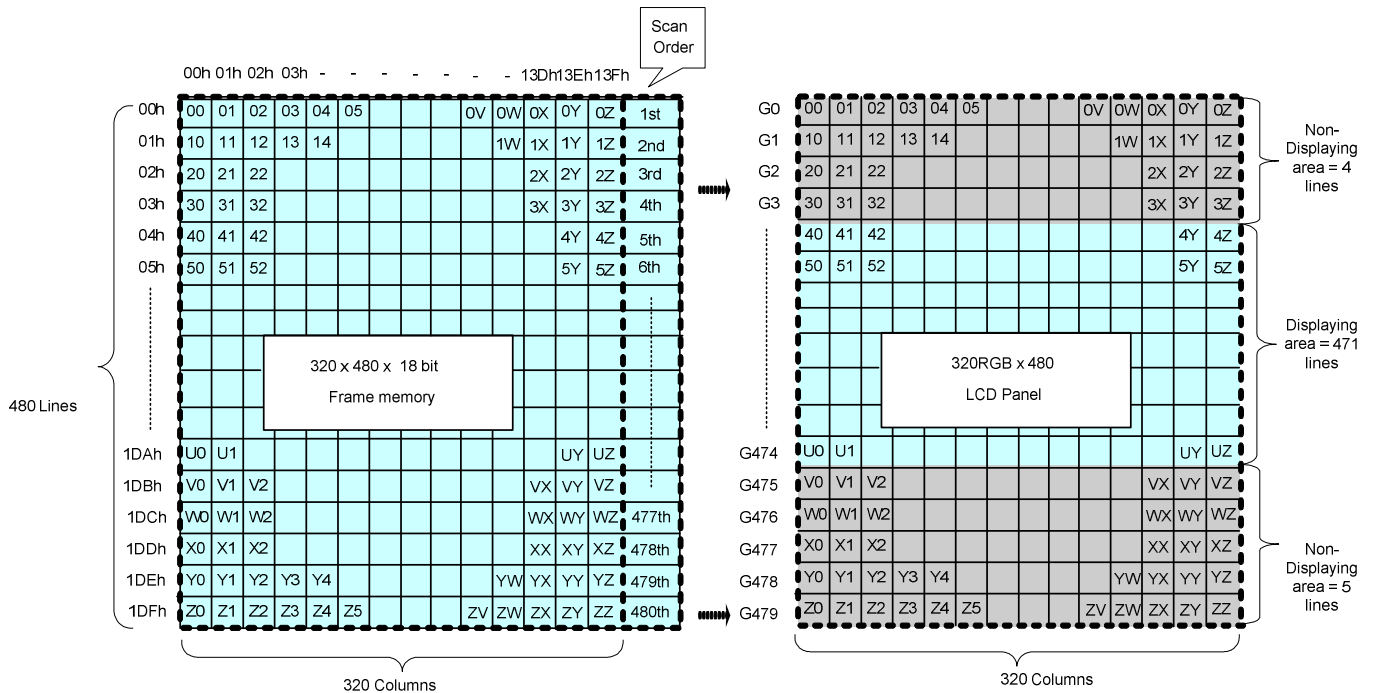 Scan
Order
00h 01h 02h 03h - - - - - - - 13Dh 13Eh 13Fh
00h 00 01 02 03 04 05 0V 0W 0X 0Y 0Z 1st
01h 10 11 12 13 14 1W 1X 1Y 1Z 2nd
02h 20 21 22 2X 2Y 2Z 3rd
03h 30 31 32 3X 3Y 3Z 4th
04h 40 41 42 4Y 4Z 5th
05h 50 51 52 5Y 5Z 6th
320 x 480 x 18 bit
Frame memory
480 Lines
1DAh U0 U1 UY UZ
1DBh V0 V1 V2 VX VY VZ
1DCh W0 W1 W2 WX WY WZ 477th
1DDh X0 X1 X2 XX XY XZ 478th
1DEh Y0 Y1 Y2 Y3 Y4 YW YX YY YZ 479th
1DFh Z0 Z1 Z2 Z3 Z4 Z5 ZV ZW ZX ZY ZZ 480th
320 Columns
G0 00 01 02 03 04 05 0V 0W 0X 0Y 0Z
G1 10 11 12 13 14 1W 1X 1Y 1Z
G2 20 21 22 2X 2Y 2Z
G3 30 31 32 3X 3Y 3Z
40 41 42 4Y 4Z
50 51 52 5Y 5Z
Non-
Displaying
area = 4
lines
320RGB x 480
LCD Panel
Displaying
area = 471
lines
G474 U0 U1 UY UZ
G475 V0 V1 V2 VX VY VZ
G476 W0 W1 W2 WX WY WZ
G477 X0 X1 X2 XX XY XZ
G478 Y0 Y1 Y2 Y3 Y4 YW YX YY YZ
G479 Z0 Z1 Z2 Z3 Z4 Z5 ZV ZW ZX ZY ZZ
Non-
Displaying
area = 5
lines
320 Columns